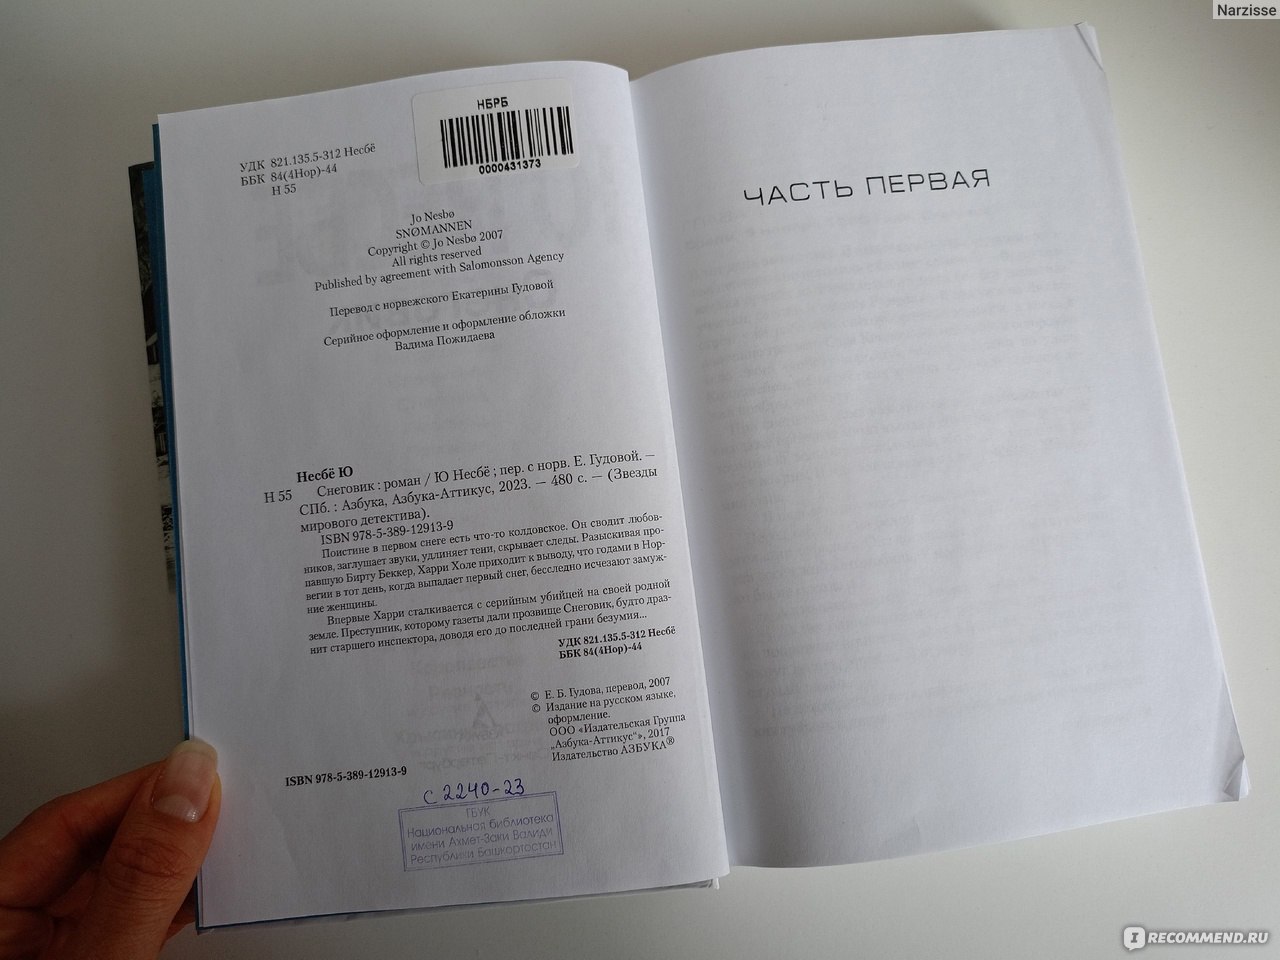 Narzisse
НБРБ
0000431373
УДК 821.135.5-312 Несбё
ББК 84(4Нор)-44
Н 55
Jo Nesbø
SNØMANNEN
Copyright © Jo Nesbø 2007
All rights reserved
Published by agreement with Salomonsson Agency
Перевод с норвежского Екатерины Гудовой
Серийное оформление и оформление обложки
Вадима Пожидаева
Несбё Ю
Н 55 Снеговик : роман / Ю Несбё ; пер. с норв. Е. Гудовой. —
СПб. : Азбука, Азбука-Аттикус, 2023. — 480 с. — (Звезды
мирового детектива).
ISBN 978-5-389-12913-9
Поистине в первом снеге есть что-то колдовское. Он сводит любов-
ников, заглушает звуки, удлиняет тени, скрывает следы. Разыскивая про-
павшую Бирту Беккер, Харри Холе приходит к выводу, что годами в Нор-
вегии в тот день, когда выпадает первый снег, бесследно исчезают замуж-
ние женщины.
Впервые Харри сталкивается с серийным убийцей на своей родной
земле. Преступник, которому газеты дали прозвище Снеговик, будто драз-
нит старшего инспектора, доводя его до последней грани безумия...
УДК 821.135.5-312 Несбё
ББК 84(4Нор)-44
© Е. Б. Гудова, перевод, 2007
© Издание на русском языке,
оформление.
ООО «Издательская Группа
„Азбука-Аттикус“», 2017
Издательство АЗБУКА®
ISBN 978-5-389-12913-9
с 2240-23
ГБУК
Национальная библиотека
имени Ахмет-Заки Валиди
Республики Башкортостан
ЧАСТЬ ПЕРВАЯ
IRECOMMEND.RU